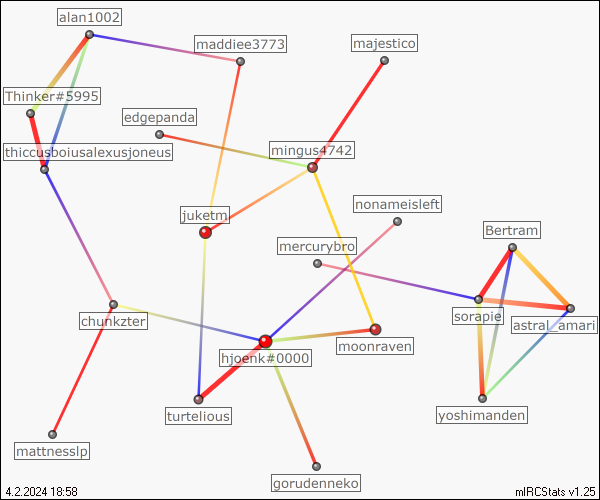 alan1002
maddiee3773
majestico
Thinker#5995
edgepanda
thiccusboiusalexusjoneus
mingus4742
nonameisleft
juketm
mercurybro
Bertram
chunkzter
sorapie
astral_amari
hjoenk#0000
moonraven
turtelious
yoshimanden
mattnesslp
gorudenneko
4.2.2024 18:58
mIRCStats v1.25